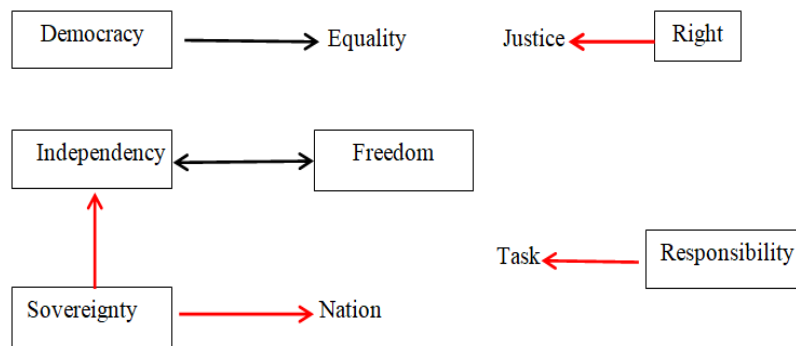 Democracy
Equality
Justice
Right
Independency
Freedom
Task
Responsibility
Sovereignty
Nation